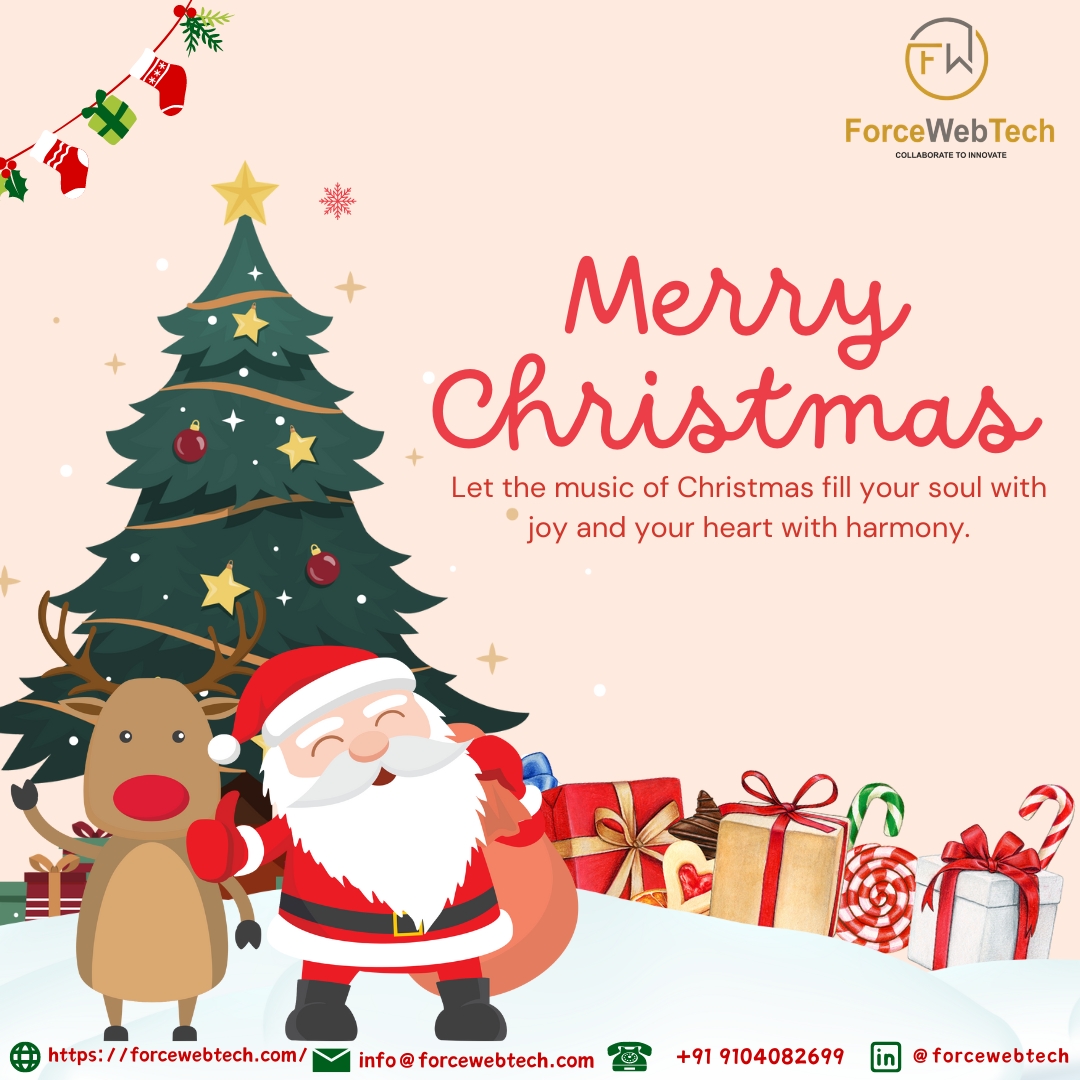 FW
ForceWebTech
COLLABORATE TO INNOVATE
Merry
Christmas
Let the music of Christmas fill your soul with
joy and your heart with harmony.
https://forcewebtech.com/ info@forcewebtech.com +91 9104082699 in @forcewebtech